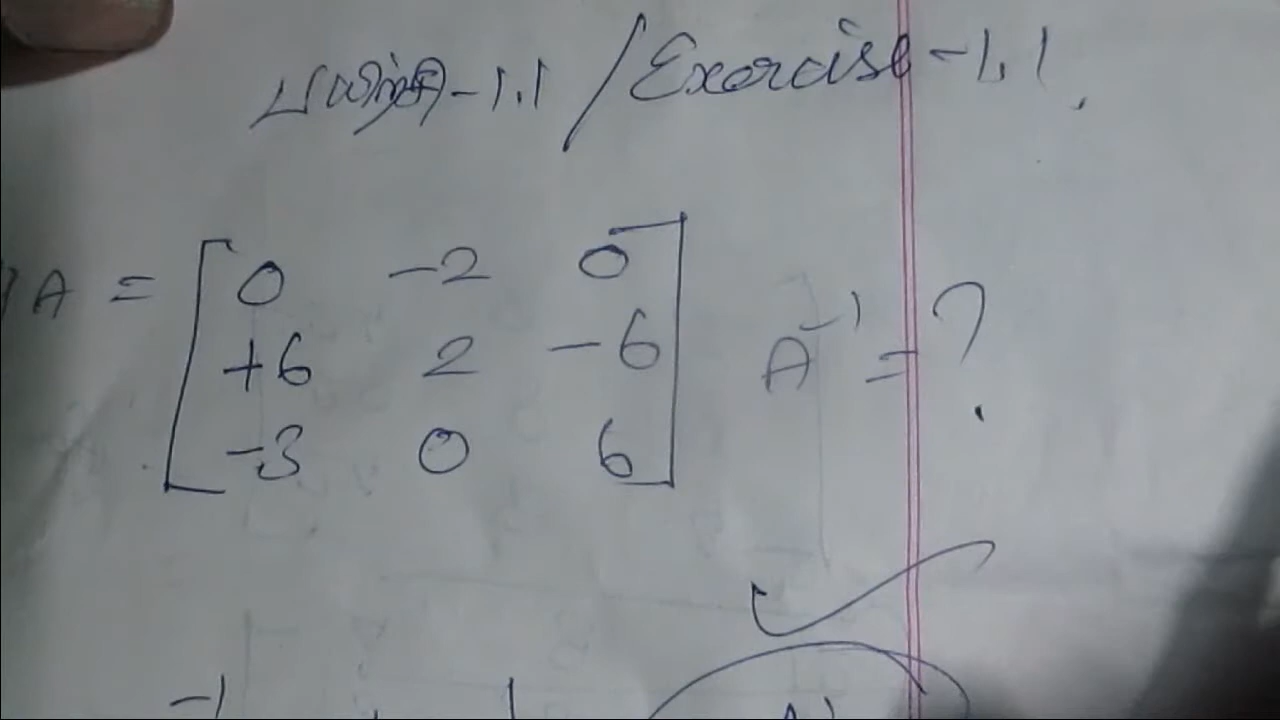 பயிற்சி-1.1 / Exercise-1.1.
A = [ 0 -2 0
+6 2 -6 A⁻¹ = ?
-3 0 6 ]